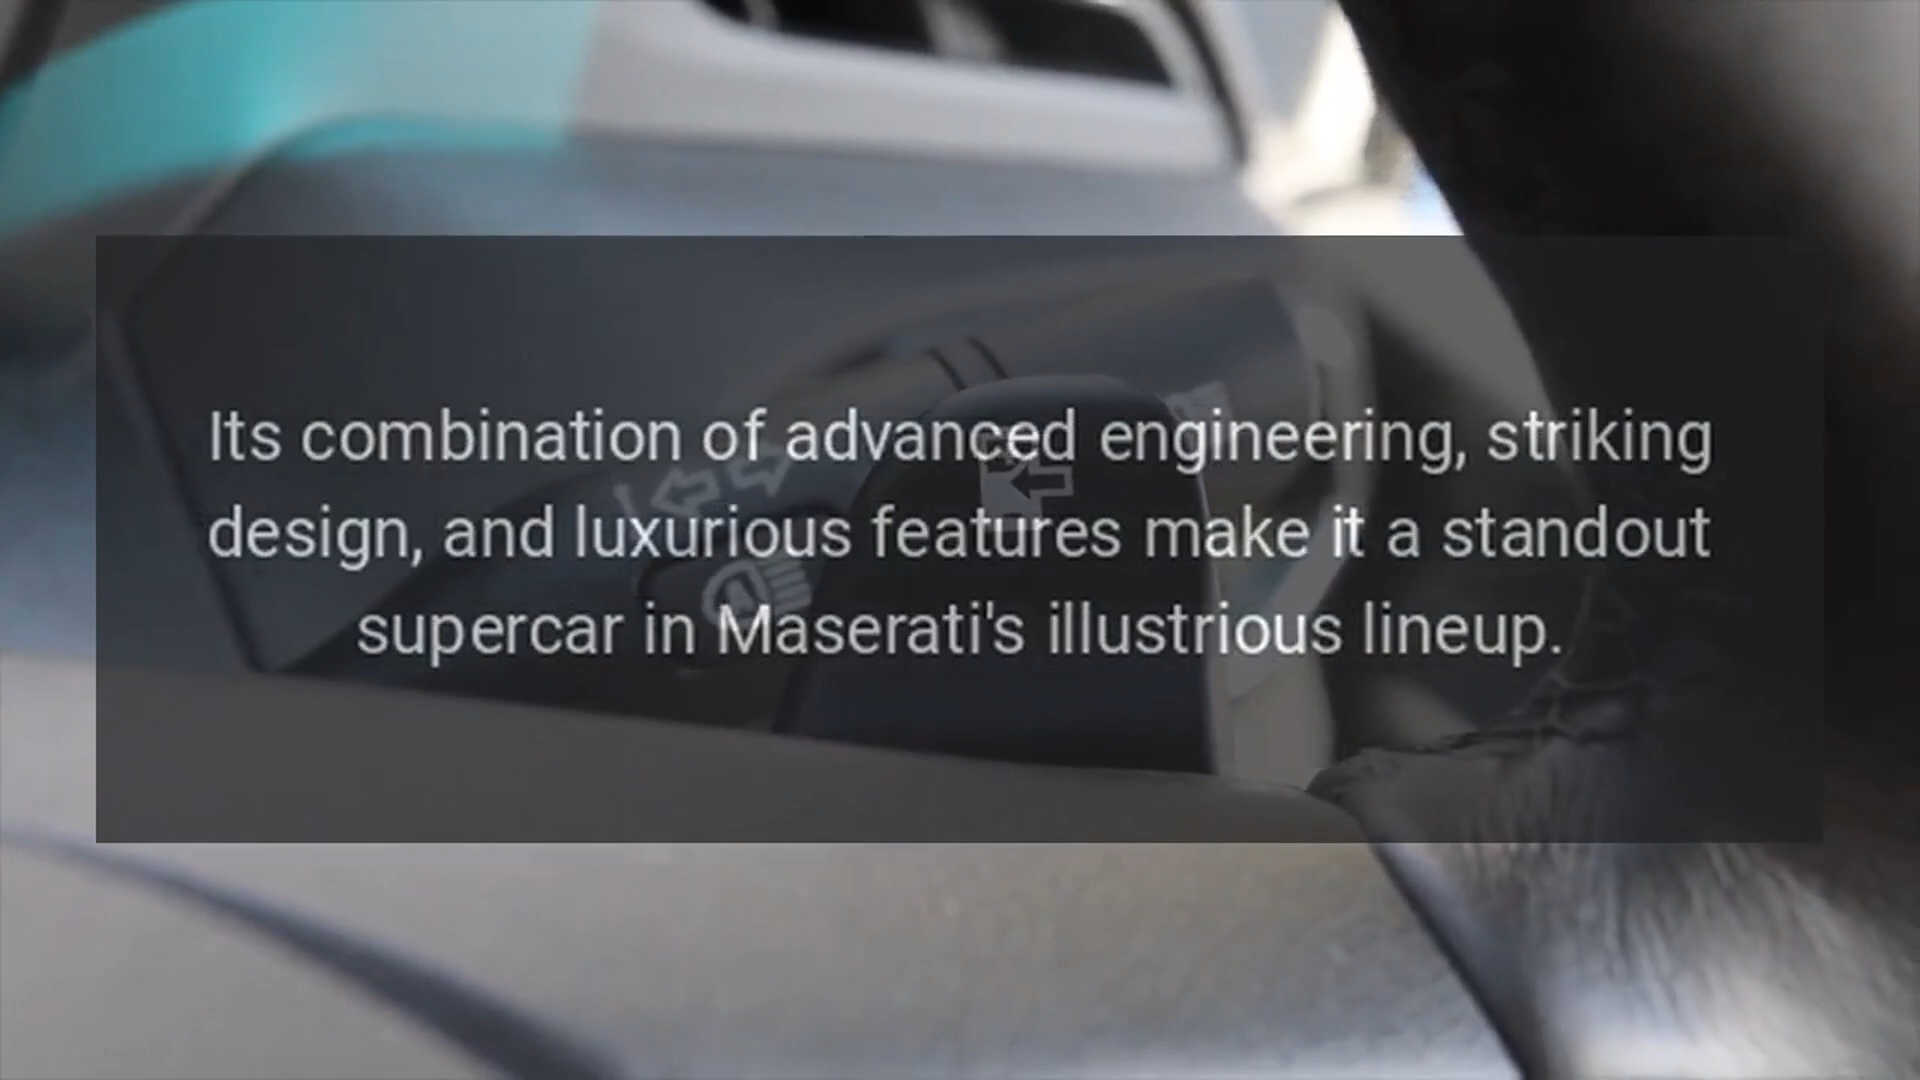 Its combination of advanced engineering, striking
design, and luxurious features make it a standout
supercar in Maserati's illustrious lineup.